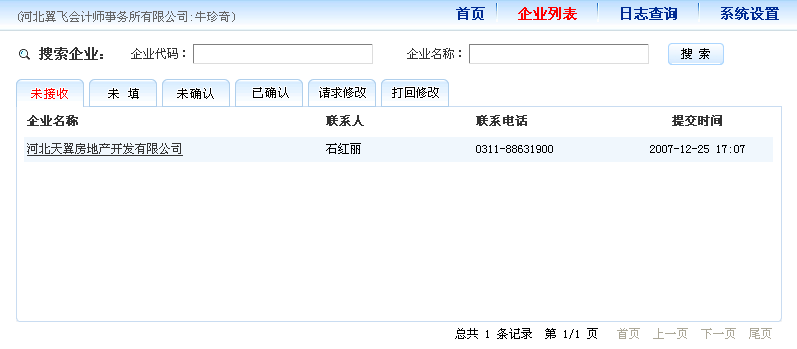 (河北翼飞会计师事务所有限公司:牛珍奇) 首页 企业列表 日志查询 系统设置
搜索企业： 企业代码： 企业名称： 搜 索
未接收 未 填 未确认 已确认 请求修改 打回修改
企业名称 联系人 联系电话 提交时间
河北天翼房地产开发有限公司 石红丽 0311-88631900 2007-12-25 17:07
总共 1 条记录 第 1/1 页 首页 上一页 下一页 尾页